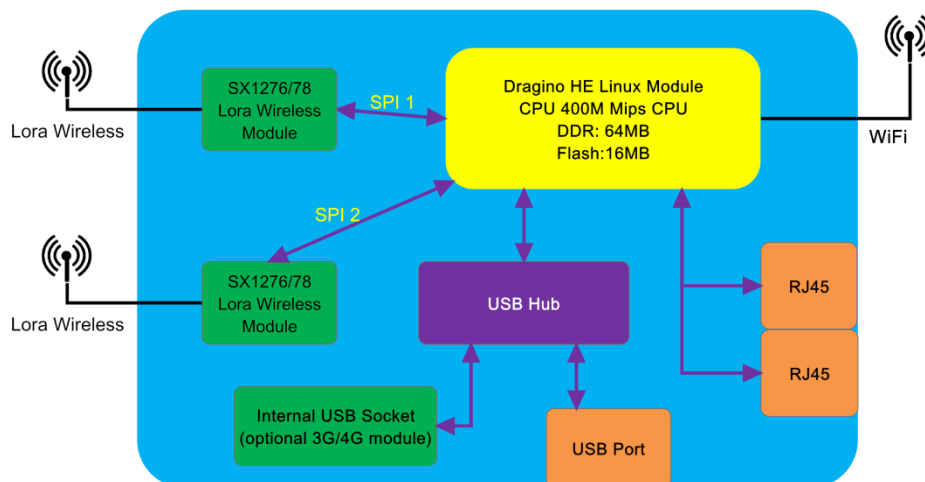 SX1276/78
Lora Wireless
Module
Lora Wireless
SPI 1
Dragino HE Linux Module
CPU 400M Mips CPU
DDR: 64MB
Flash:16MB
WiFi
SPI 2
SX1276/78
Lora Wireless
Module
Lora Wireless
USB Hub
RJ45
RJ45
Internal USB Socket
(optional 3G/4G module)
USB Port